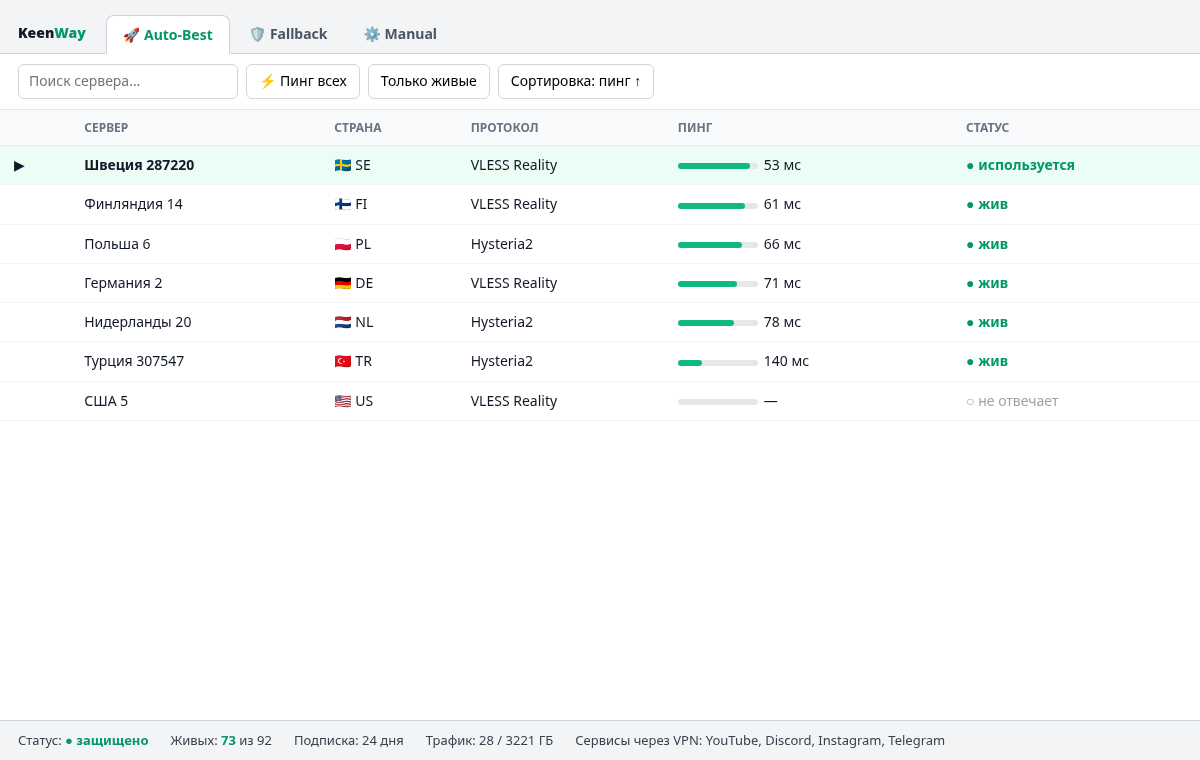 KeenWay 🚀 Auto-Best 🛡️ Fallback ⚙️ Manual
Поиск сервера... ⚡ Пинг всех Только живые Сортировка: пинг ↑
СЕРВЕР СТРАНА ПРОТОКОЛ ПИНГ СТАТУС
▶ Швеция 287220 🇸🇪 SE VLESS Reality 53 мс ● используется
Финляндия 14 🇫🇮 FI VLESS Reality 61 мс ● жив
Польша 6 🇵🇱 PL Hysteria2 66 мс ● жив
Германия 2 🇩🇪 DE VLESS Reality 71 мс ● жив
Нидерланды 20 🇳🇱 NL Hysteria2 78 мс ● жив
Турция 307547 🇹🇷 TR Hysteria2 140 мс ● жив
США 5 🇺🇸 US VLESS Reality — ○ не отвечает
Статус: ● защищено Живых: 73 из 92 Подписка: 24 дня Трафик: 28 / 3221 ГБ Сервисы через VPN: YouTube, Discord, Instagram, Telegram